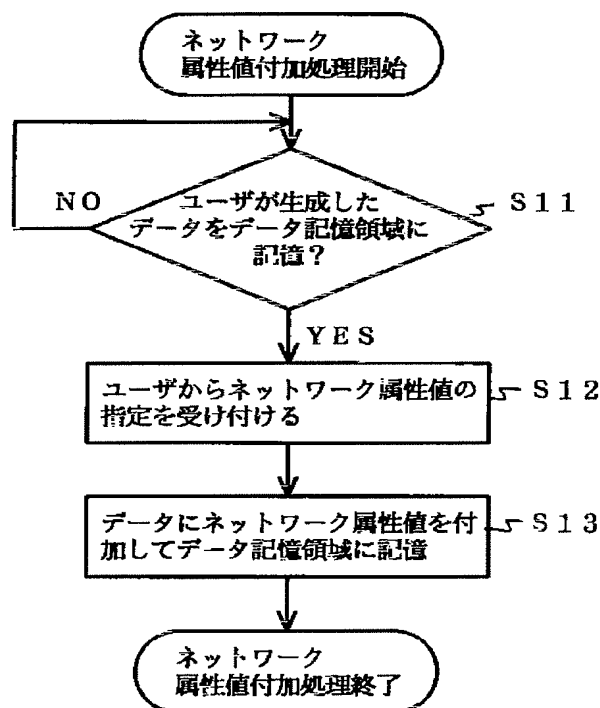 ネットワーク
属性値付加処理開始
NO
ユーザが生成した
データをデータ記憶領域に
記憶？
S11
YES
ユーザからネットワーク属性値の
指定を受け付ける
S12
データにネットワーク属性値を付
加してデータ記憶領域に記憶
S13
ネットワーク
属性値付加処理終了